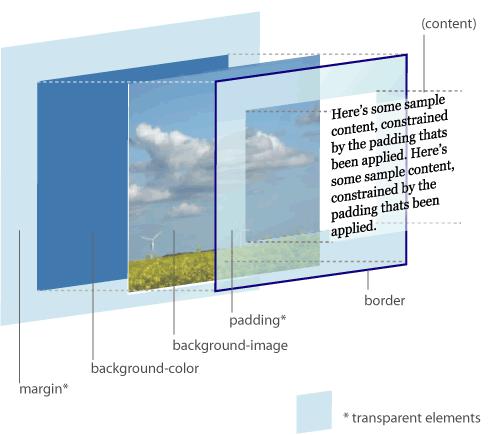 (content)
Here's some sample
content, constrained
by the padding thats
been applied. Here's
some sample content,
constrained by the
padding thats been
applied.
border
padding*
background-image
background-color
margin*
* transparent elements